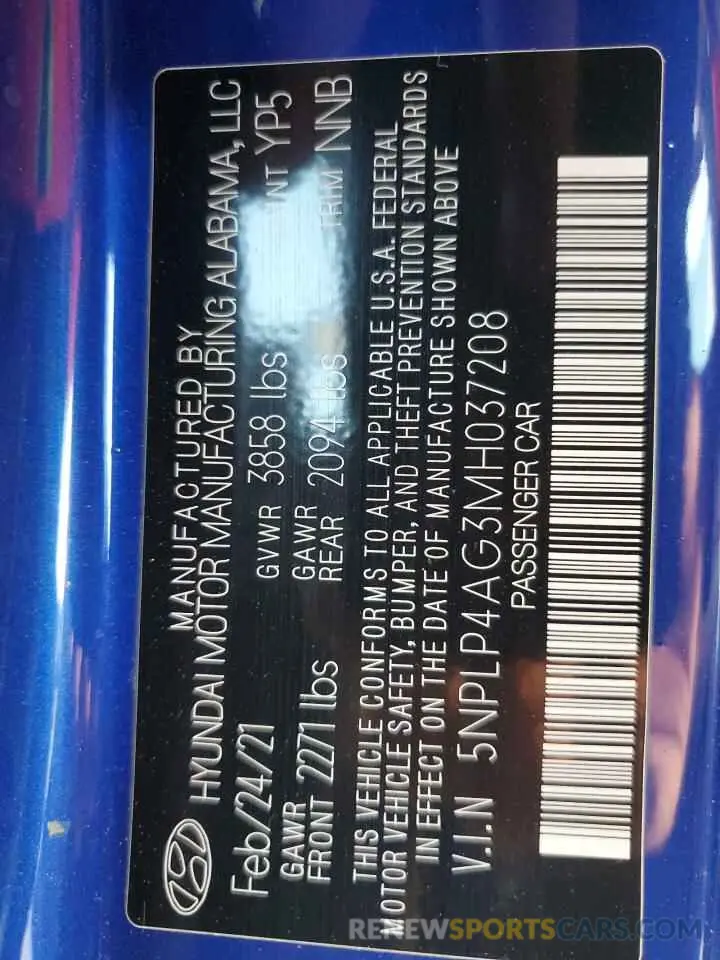 MANUFACTURED BY
HYUNDAI MOTOR MANUFACTURING ALABAMA, LLC
Feb/24/21 GVWR 3858 lbs YP5
GAWR FRONT 2271 lbs GAWR REAR 2094 lbs TRIM NNB
THIS VEHICLE CONFORMS TO ALL APPLICABLE U.S.A. FEDERAL
MOTOR VEHICLE SAFETY, BUMPER, AND THEFT PREVENTION STANDARDS
IN EFFECT ON THE DATE OF MANUFACTURE SHOWN ABOVE
V.I.N 5NPLP4AG3MH037208
PASSENGER CAR
RENEWSPORTSCARS.COM